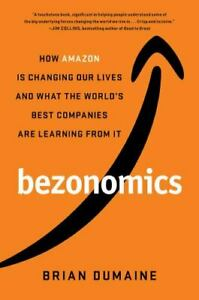 "A touchstone book, significant in helping people understand some of
the big underlying forces changing the world we live in... Crisp and incisive."
—JIM COLLINS, bestselling author of Good to Great
HOW AMAZON
IS CHANGING OUR LIVES
AND WHAT THE WORLD'S
BEST COMPANIES
ARE LEARNING FROM IT
bezonomics
BRIAN DUMAINE